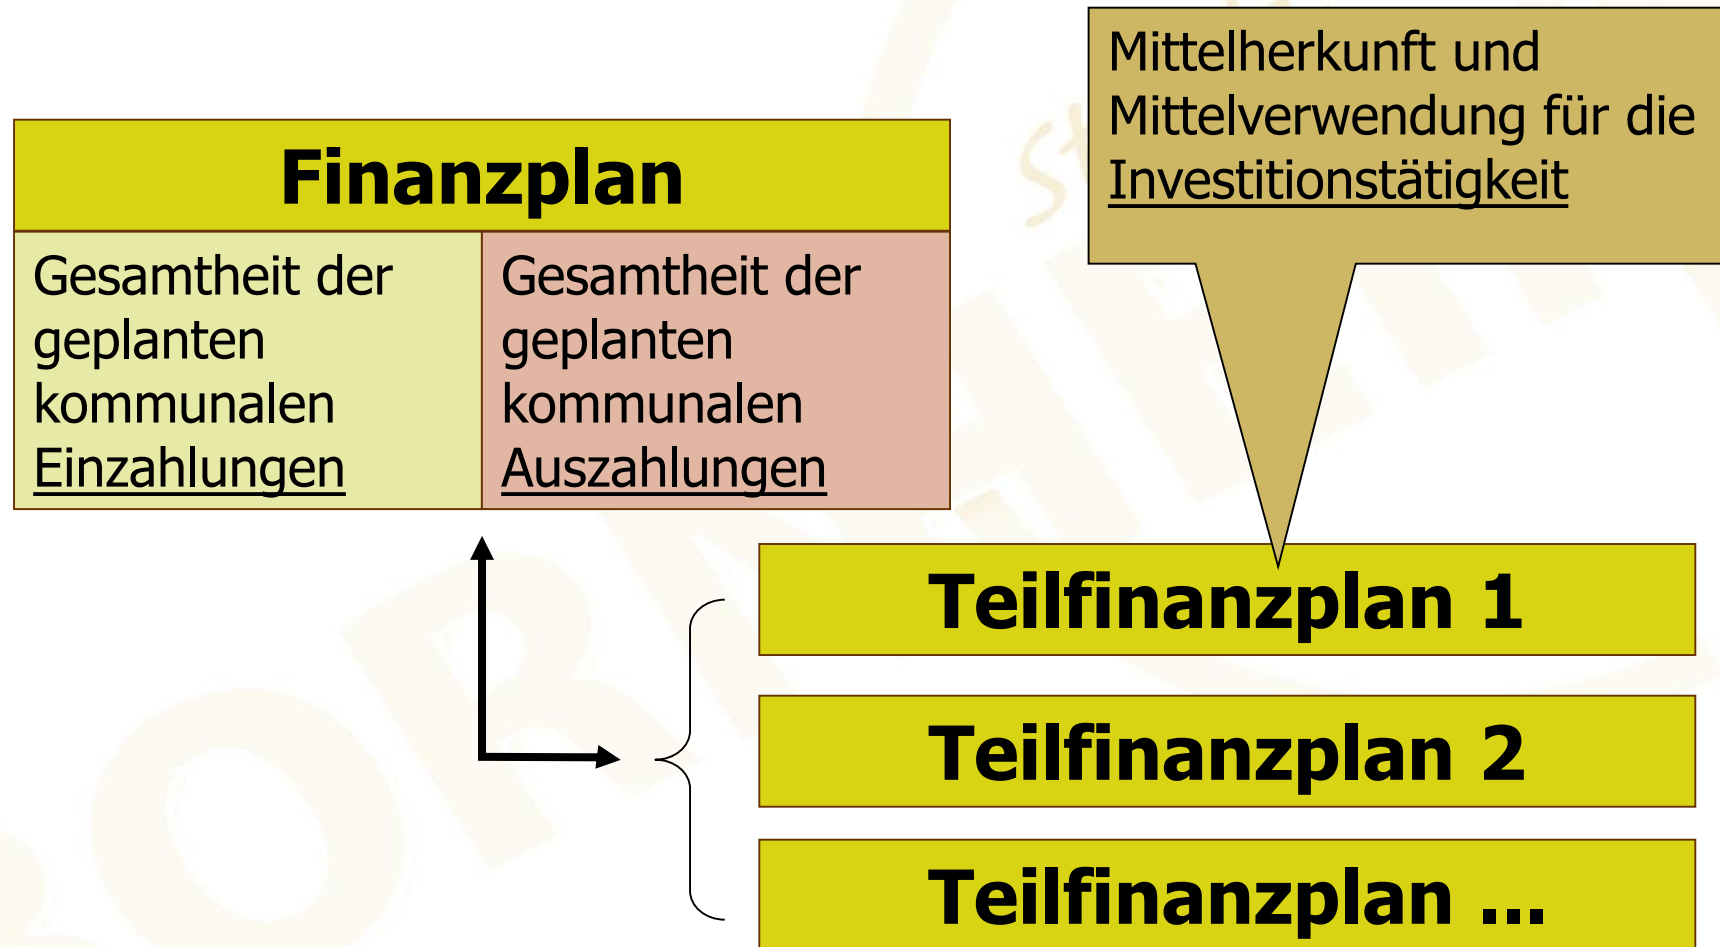 Mittelherkunft und
Mittelverwendung für die
Investitionstätigkeit
Finanzplan
Gesamtheit der
geplanten
kommunalen
Einzahlungen
Gesamtheit der
geplanten
kommunalen
Auszahlungen
Teilfinanzplan 1
Teilfinanzplan 2
Teilfinanzplan ...